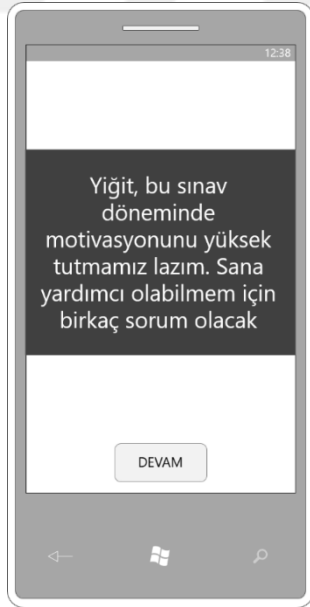 12:38
Yiğit, bu sınav
döneminde
motivasyonunu yüksek
tutmamız lazım. Sana
yardımcı olabilmem için
birkaç sorum olacak
DEVAM